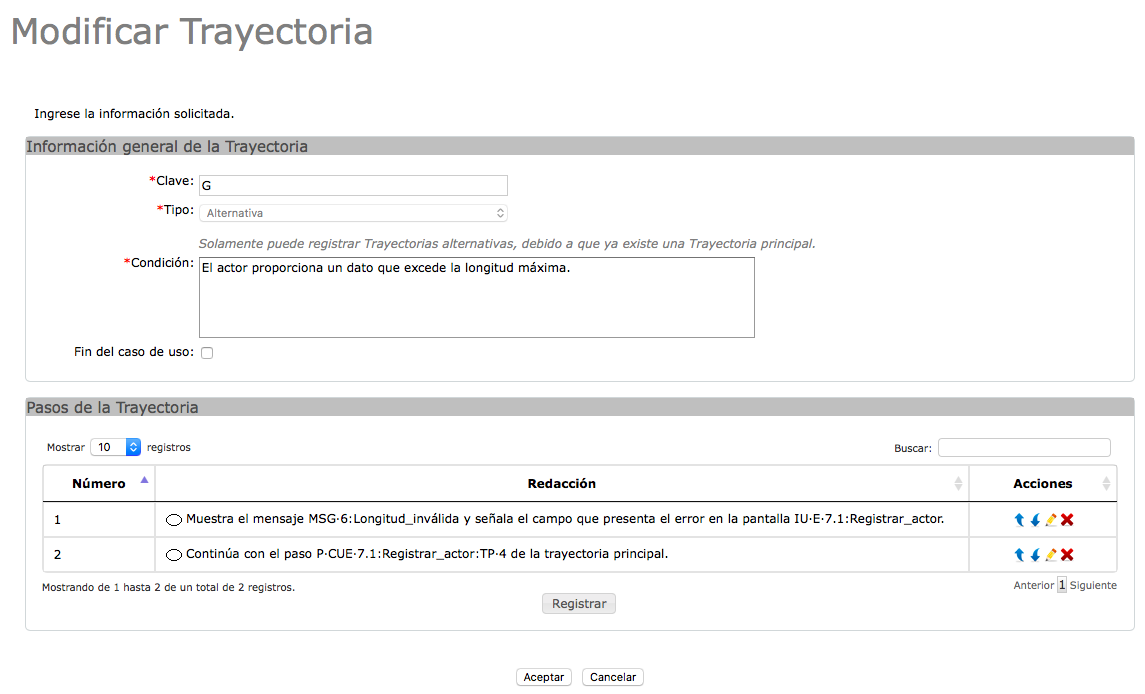 Modificar Trayectoria
Ingrese la información solicitada.
Información general de la Trayectoria
*Clave: G
*Tipo: Alternativa
Solamente puede registrar Trayectorias alternativas, debido a que ya existe una Trayectoria principal.
*Condición: El actor proporciona un dato que excede la longitud máxima.
Fin del caso de uso:
Pasos de la Trayectoria
Mostrar 10 registros Buscar:
Número Redacción Acciones
1 Muestra el mensaje MSG·6:Longitud_inválida y señala el campo que presenta el error en la pantalla IU·E·7.1:Registrar_actor.
2 Continúa con el paso P·CUE·7.1:Registrar_actor:TP·4 de la trayectoria principal.
Mostrando de 1 hasta 2 de un total de 2 registros. Anterior 1 Siguiente
Registrar
Aceptar Cancelar